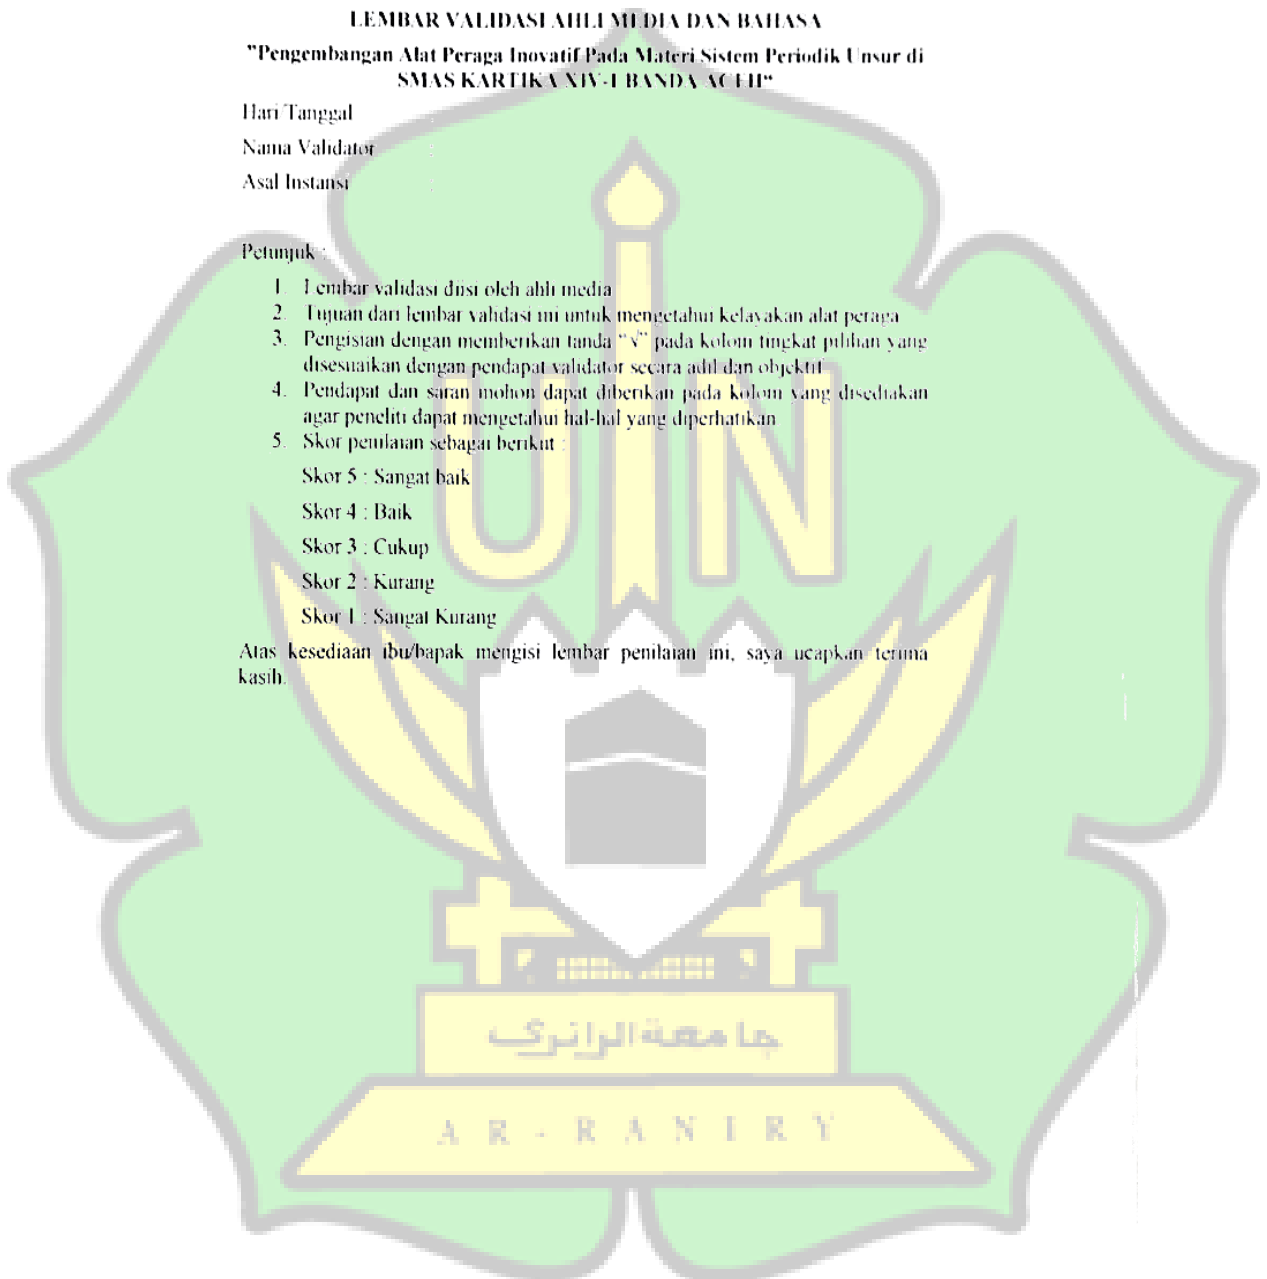 LEMBAR VALIDASI AHLI MEDIA DAN BAHASA
"Pengembangan Alat Peraga Inovatif Pada Materi Sistem Periodik Unsur di
SMAS KARTIKA XIV-1 BANDA ACEH"
Hari/Tanggal
Nama Validator :
Asal Instansi :
Petunjuk :
1. Lembar validasi diisi oleh ahli media
2. Tujuan dari lembar validasi ini untuk mengetahui kelayakan alat peraga
3. Pengisian dengan memberikan tanda "√" pada kolom tingkat pilihan yang
disesuaikan dengan pendapat validator secara adil dan objektif
4. Pendapat dan saran mohon dapat diberikan pada kolom yang disediakan
agar peneliti dapat mengetahui hal-hal yang diperhatikan
5. Skor penilaian sebagai berikut :
Skor 5 : Sangat baik
Skor 4 : Baik
Skor 3 : Cukup
Skor 2 : Kurang
Skor 1 : Sangat Kurang
Atas kesediaan ibu/bapak mengisi lembar penilaian ini, saya ucapkan terima
kasih.
UIN
جامعة الرانري
AR-RANIRY